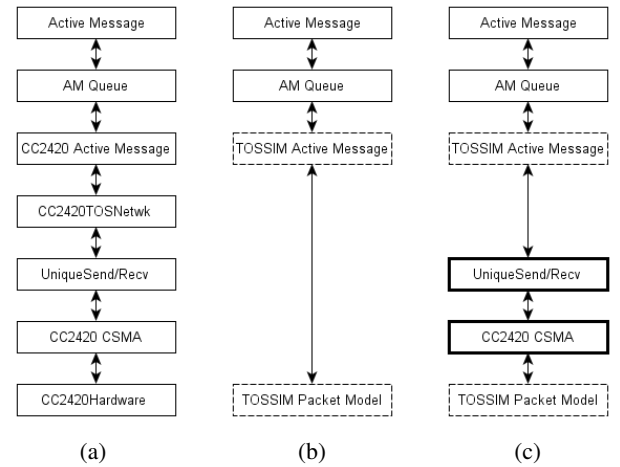 Active Message
AM Queue
CC2420 Active Message
CC2420TOSNetwk
UniqueSend/Recv
CC2420 CSMA
CC2420Hardware
(a)
Active Message
AM Queue
TOSSIM Active Message
TOSSIM Packet Model
(b)
Active Message
AM Queue
TOSSIM Active Message
UniqueSend/Recv
CC2420 CSMA
TOSSIM Packet Model
(c)